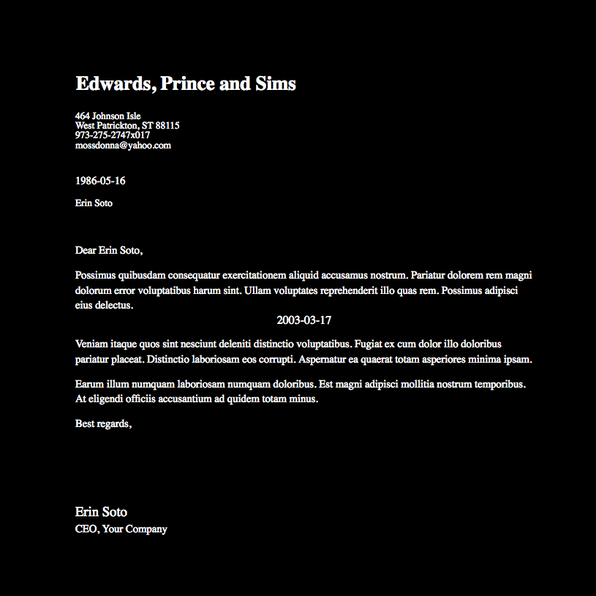 Edwards, Prince and Sims
464 Johnson Isle
West Patrickton, ST 88115
973-275-2747x017
mossdonna@yahoo.com
1986-05-16
Erin Soto
Dear Erin Soto,
Possimus quibusdam consequatur exercitationem aliquid accusamus nostrum. Pariatur dolorem rem magni
dolorum error voluptatibus harum sint. Ullam voluptates reprehenderit illo quas rem. Possimus adipisci
eius delectus.
2003-03-17
Veniam itaque quos sint nesciunt deleniti distinctio voluptatibus. Fugiat ex cum dolor illo doloribus
pariatur placeat. Distinctio laboriosam eos corrupti. Aspernatur ea quaerat totam asperiores minima ipsam.
Earum illum numquam laboriosam numquam doloribus. Est magni adipisci mollitia nostrum temporibus.
At eligendi officiis accusantium ad quidem totam minus.
Best regards,
Erin Soto
CEO, Your Company